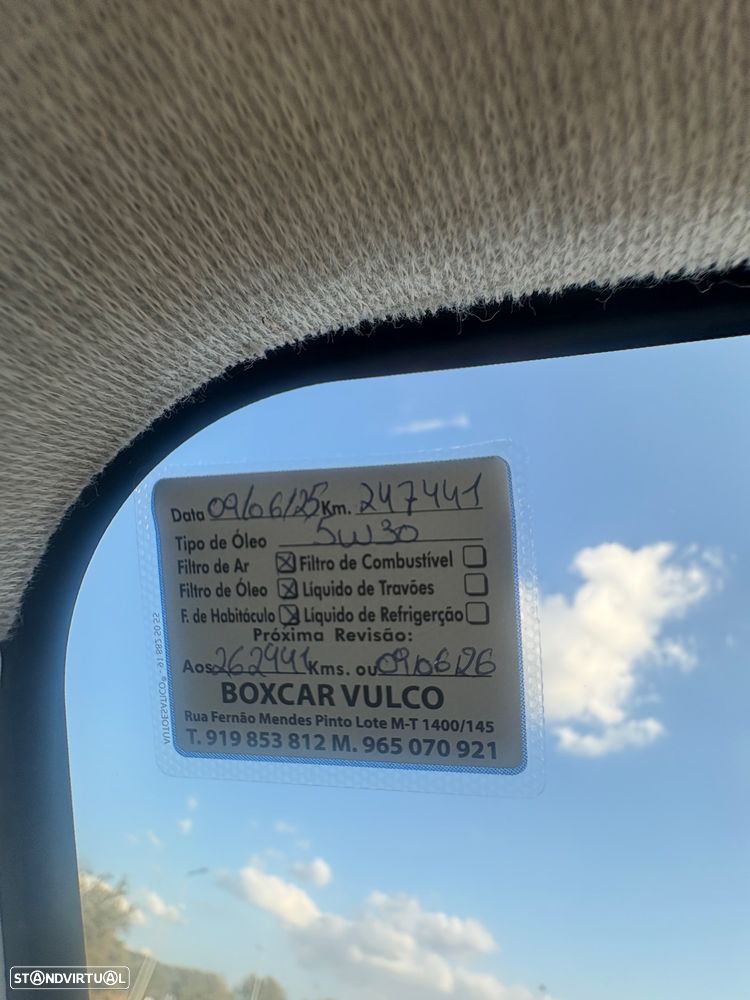 Data 09/06/25 Km. 247441
Tipo de Óleo 5W30
Filtro de Ar Filtro de Combustível
Filtro de Óleo Líquido de Travões
F. de Habitáculo Líquido de Refrigerção
Próxima Revisão:
Aos 262441 Kms. ou 09/06/26
BOXCAR VULCO
Rua Fernão Mendes Pinto Lote M-T 1400/145
T. 919 853 812 M. 965 070 921
STANDVIRTUAL